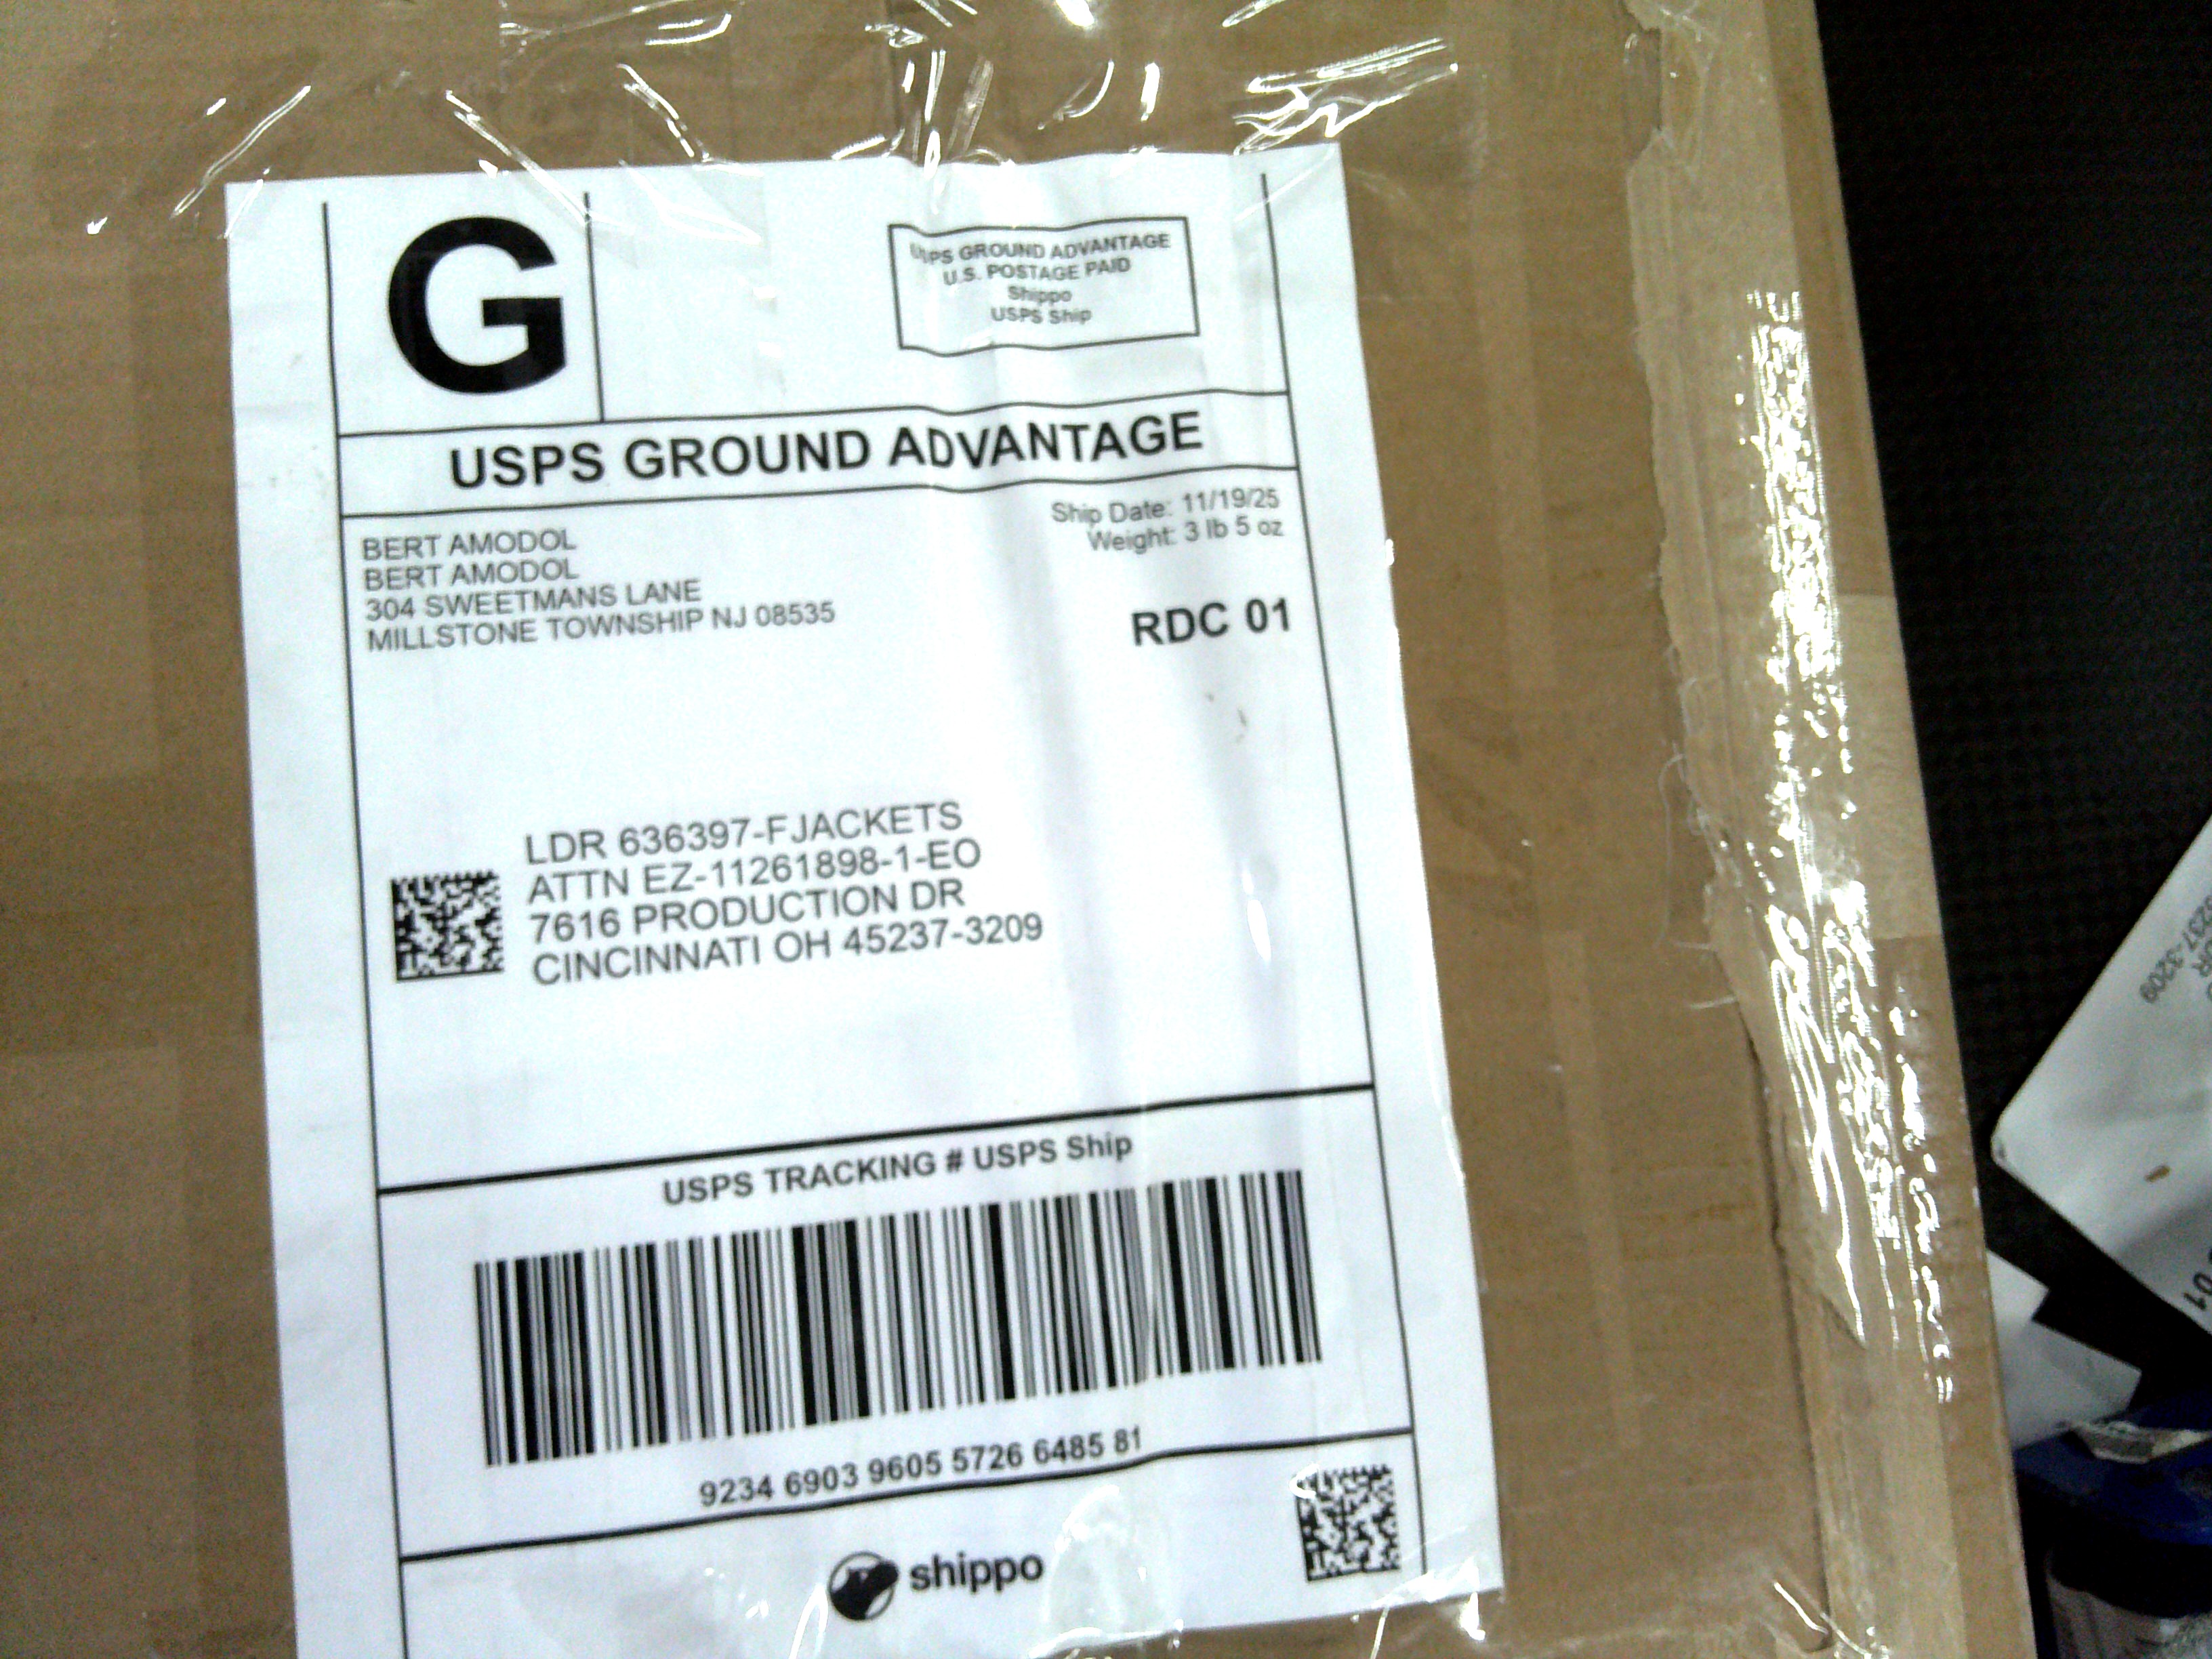 G
USPS GROUND ADVANTAGE
U.S. POSTAGE PAID
Shippo
USPS Ship
USPS GROUND ADVANTAGE
Ship Date: 11/19/25
Weight: 3 lb 5 oz
BERT AMODOL
BERT AMODOL
304 SWEETMANS LANE
MILLSTONE TOWNSHIP NJ 08535
RDC 01
LDR 636397-FJACKETS
ATTN EZ-11261898-1-EO
7616 PRODUCTION DR
CINCINNATI OH 45237-3209
USPS TRACKING # USPS Ship
9234 6903 9605 5726 6485 81
shippo